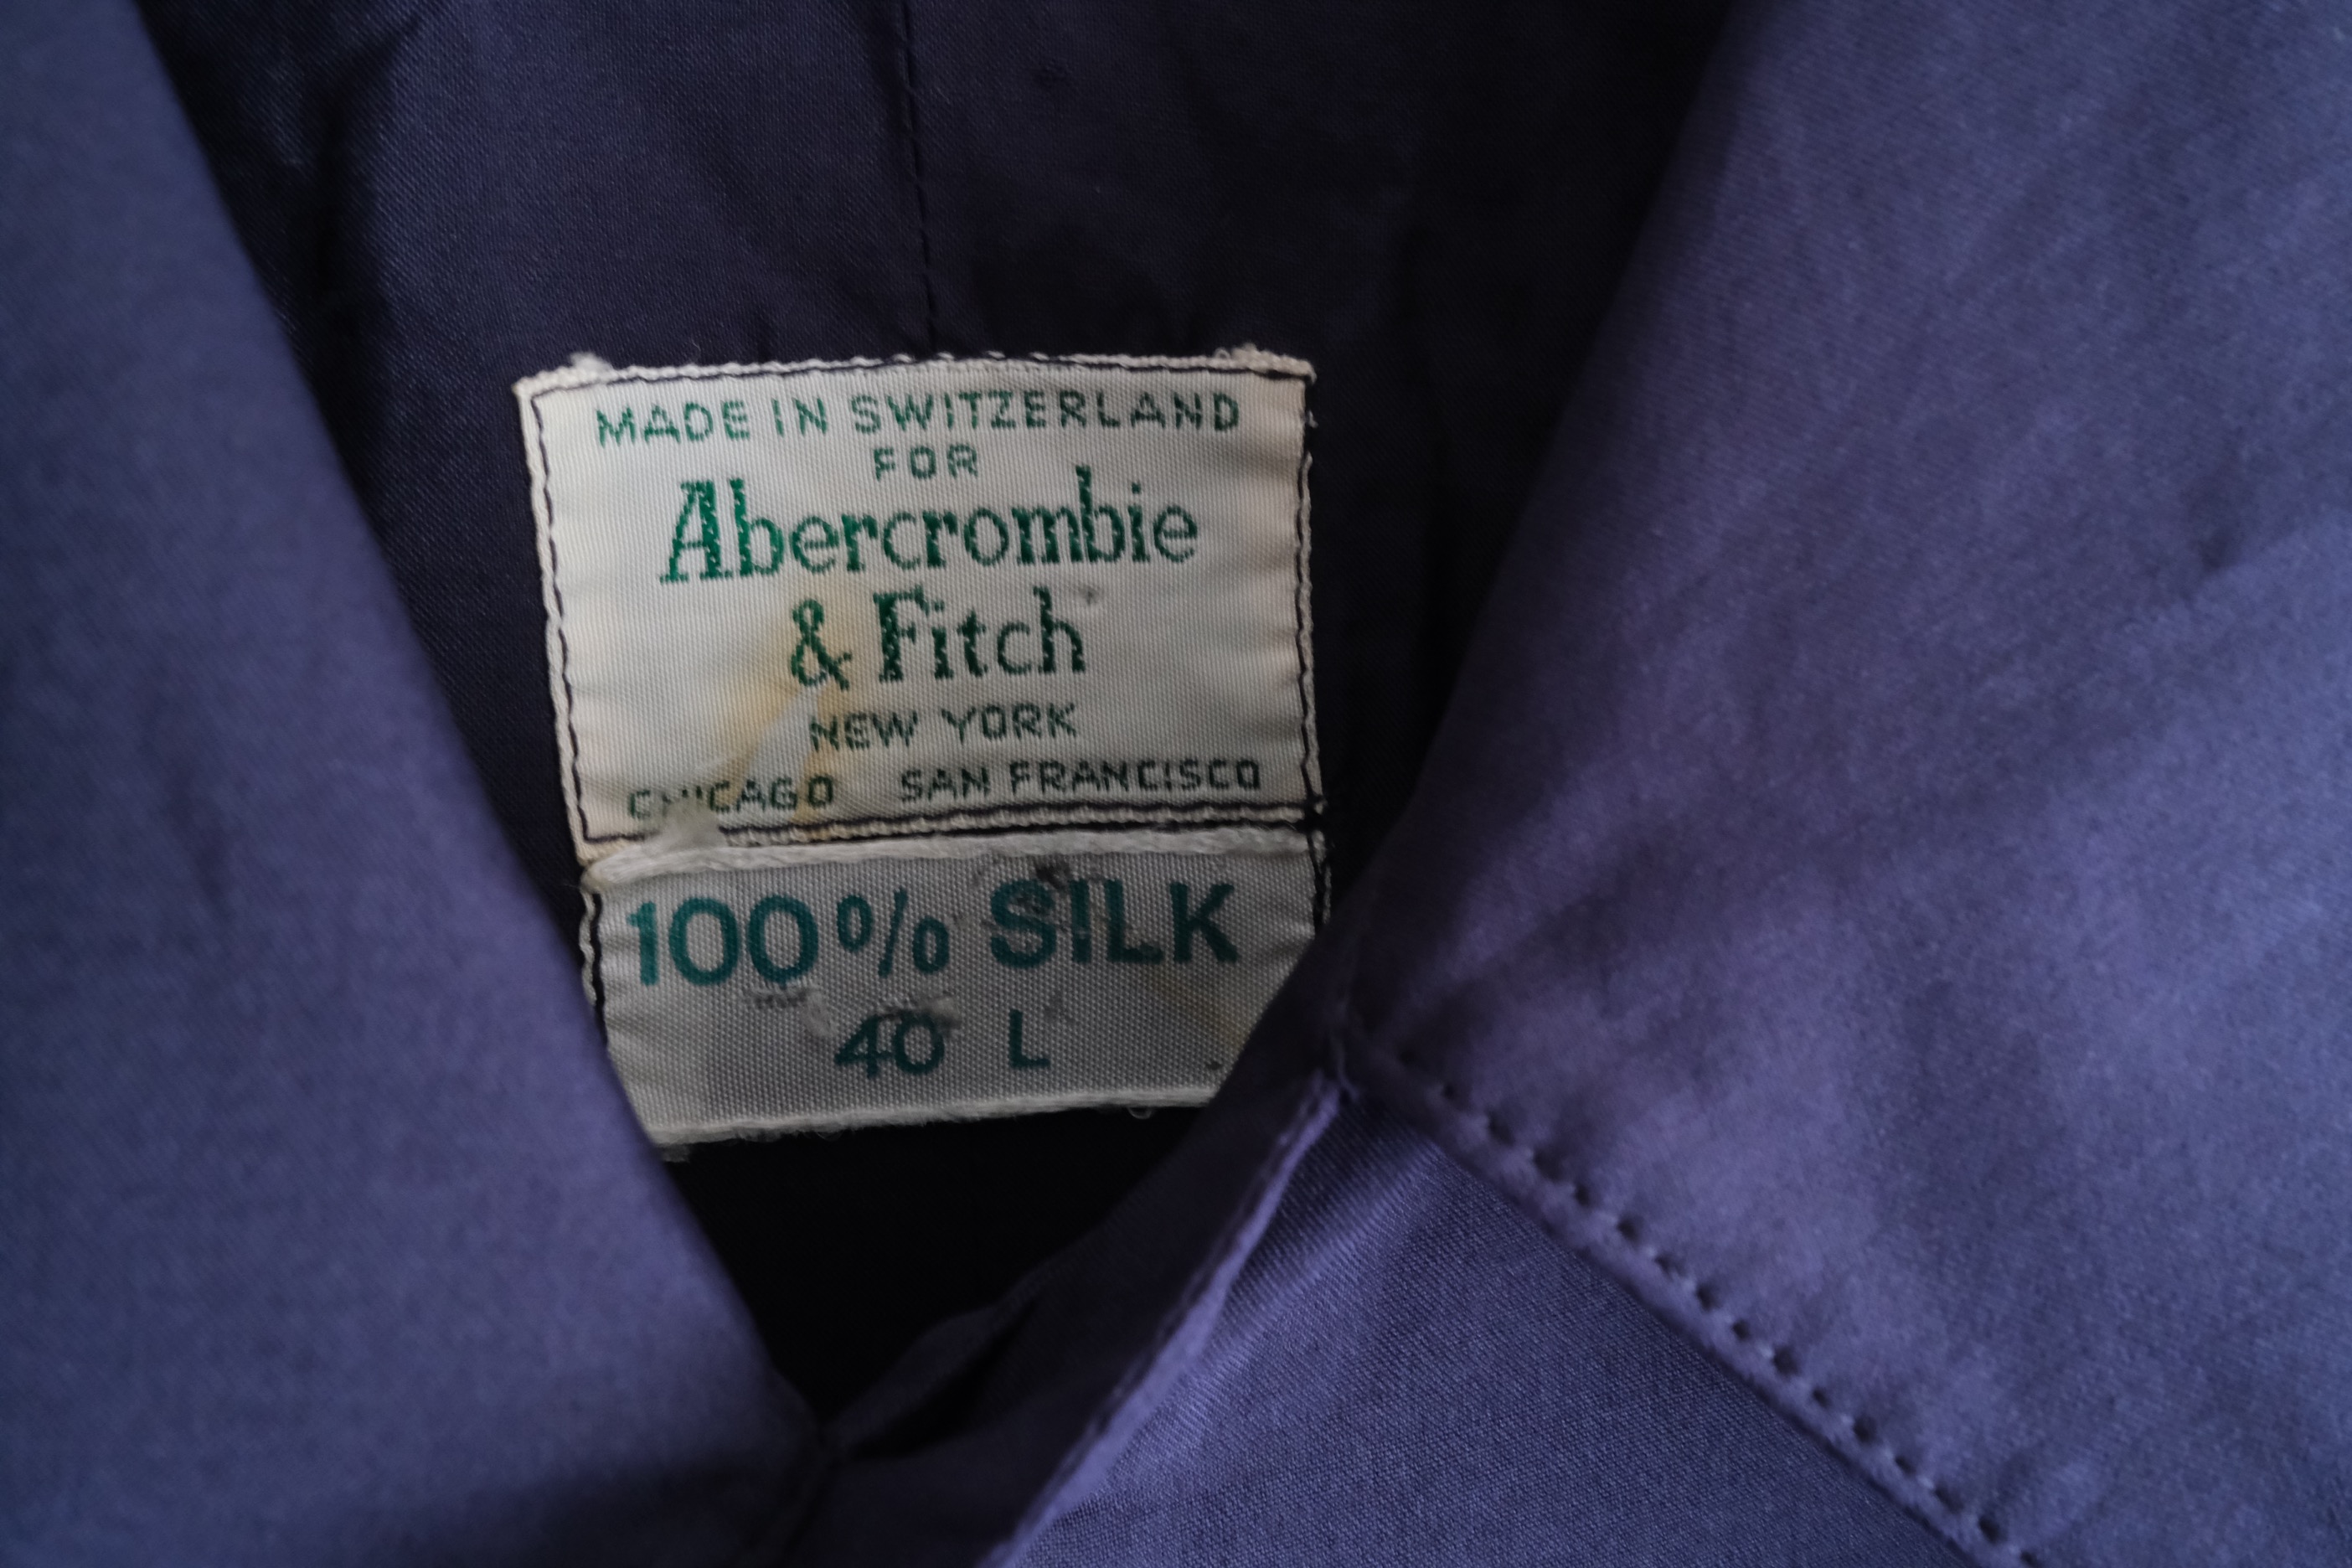 MADE IN SWITZERLAND
FOR
Abercrombie
& Fitch
NEW YORK
CHICAGO SAN FRANCISCO
100% SILK
40 L